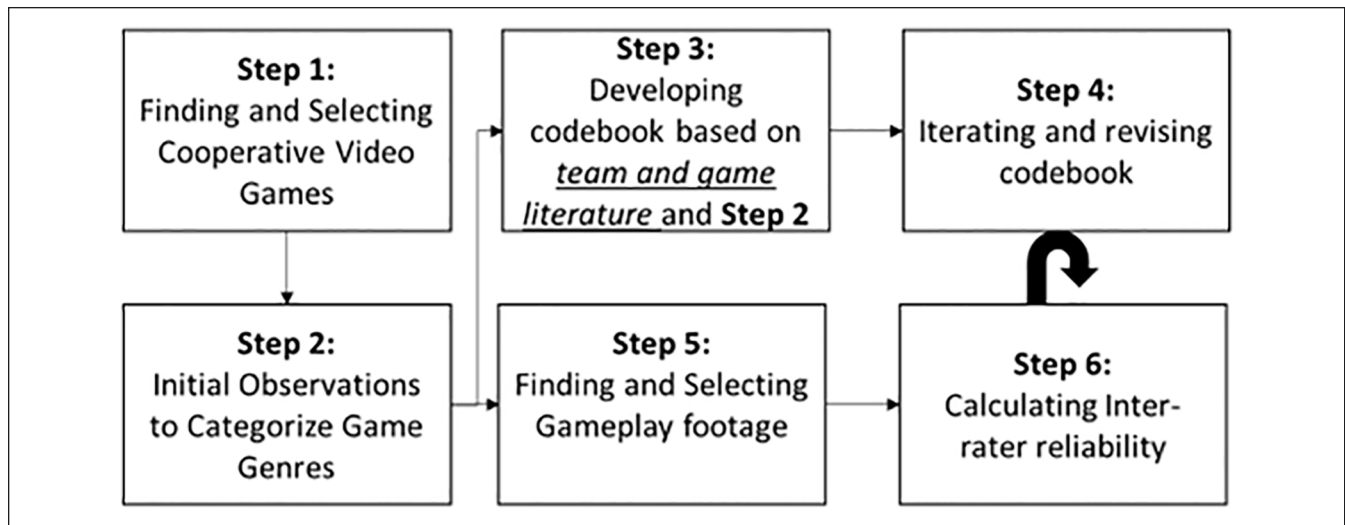 Step 1:
Finding and Selecting
Cooperative Video
Games
Step 2:
Initial Observations
to Categorize Game
Genres
Step 3:
Developing
codebook based on
team and game
literature and Step 2
Step 4:
Iterating and revising
codebook
Step 5:
Finding and Selecting
Gameplay footage
Step 6:
Calculating Inter-
rater reliability